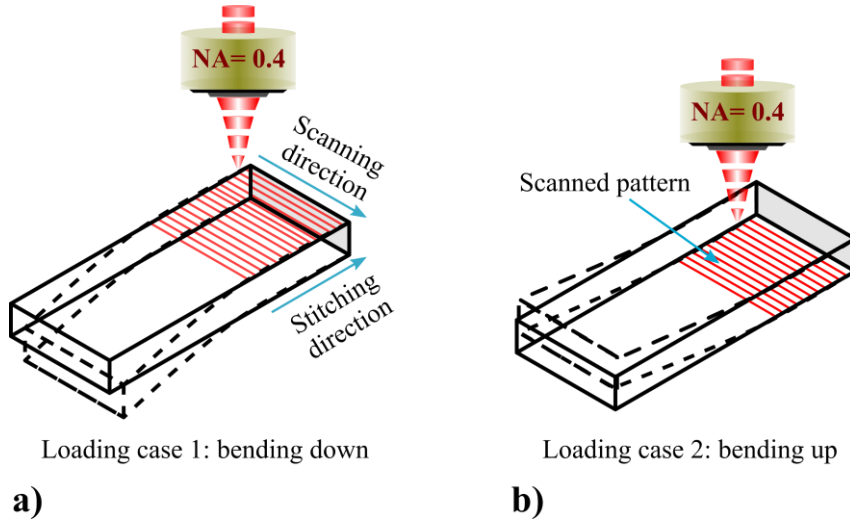 NA= 0.4
Scanning
direction
Stitching
direction
Loading case 1: bending down
a)
NA= 0.4
Scanned pattern
Loading case 2: bending up
b)